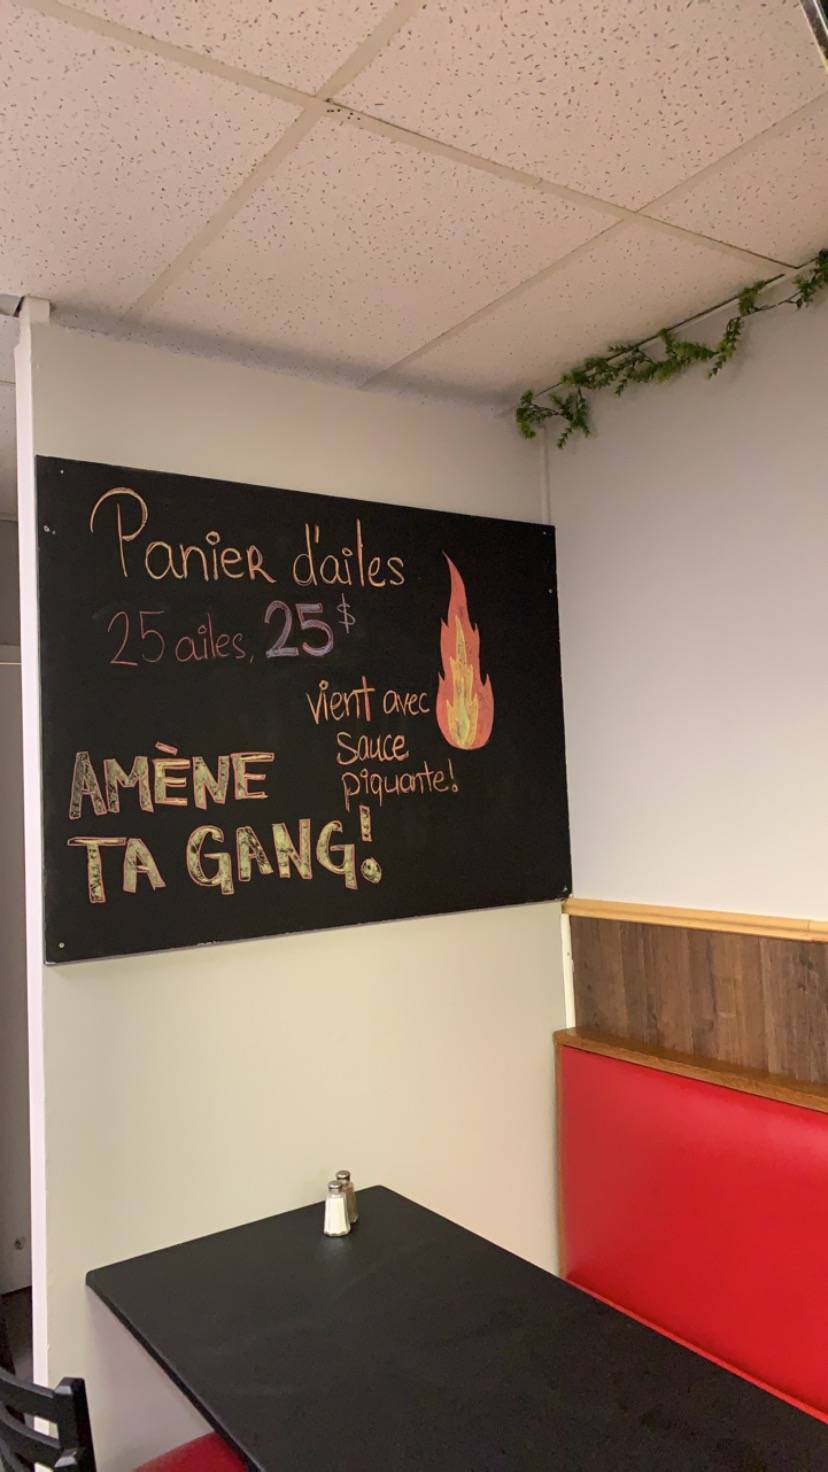 Panier d'ailes
25 ailes, 25$
vient avec
sauce
piquante!
AMÈNE
TA GANG!